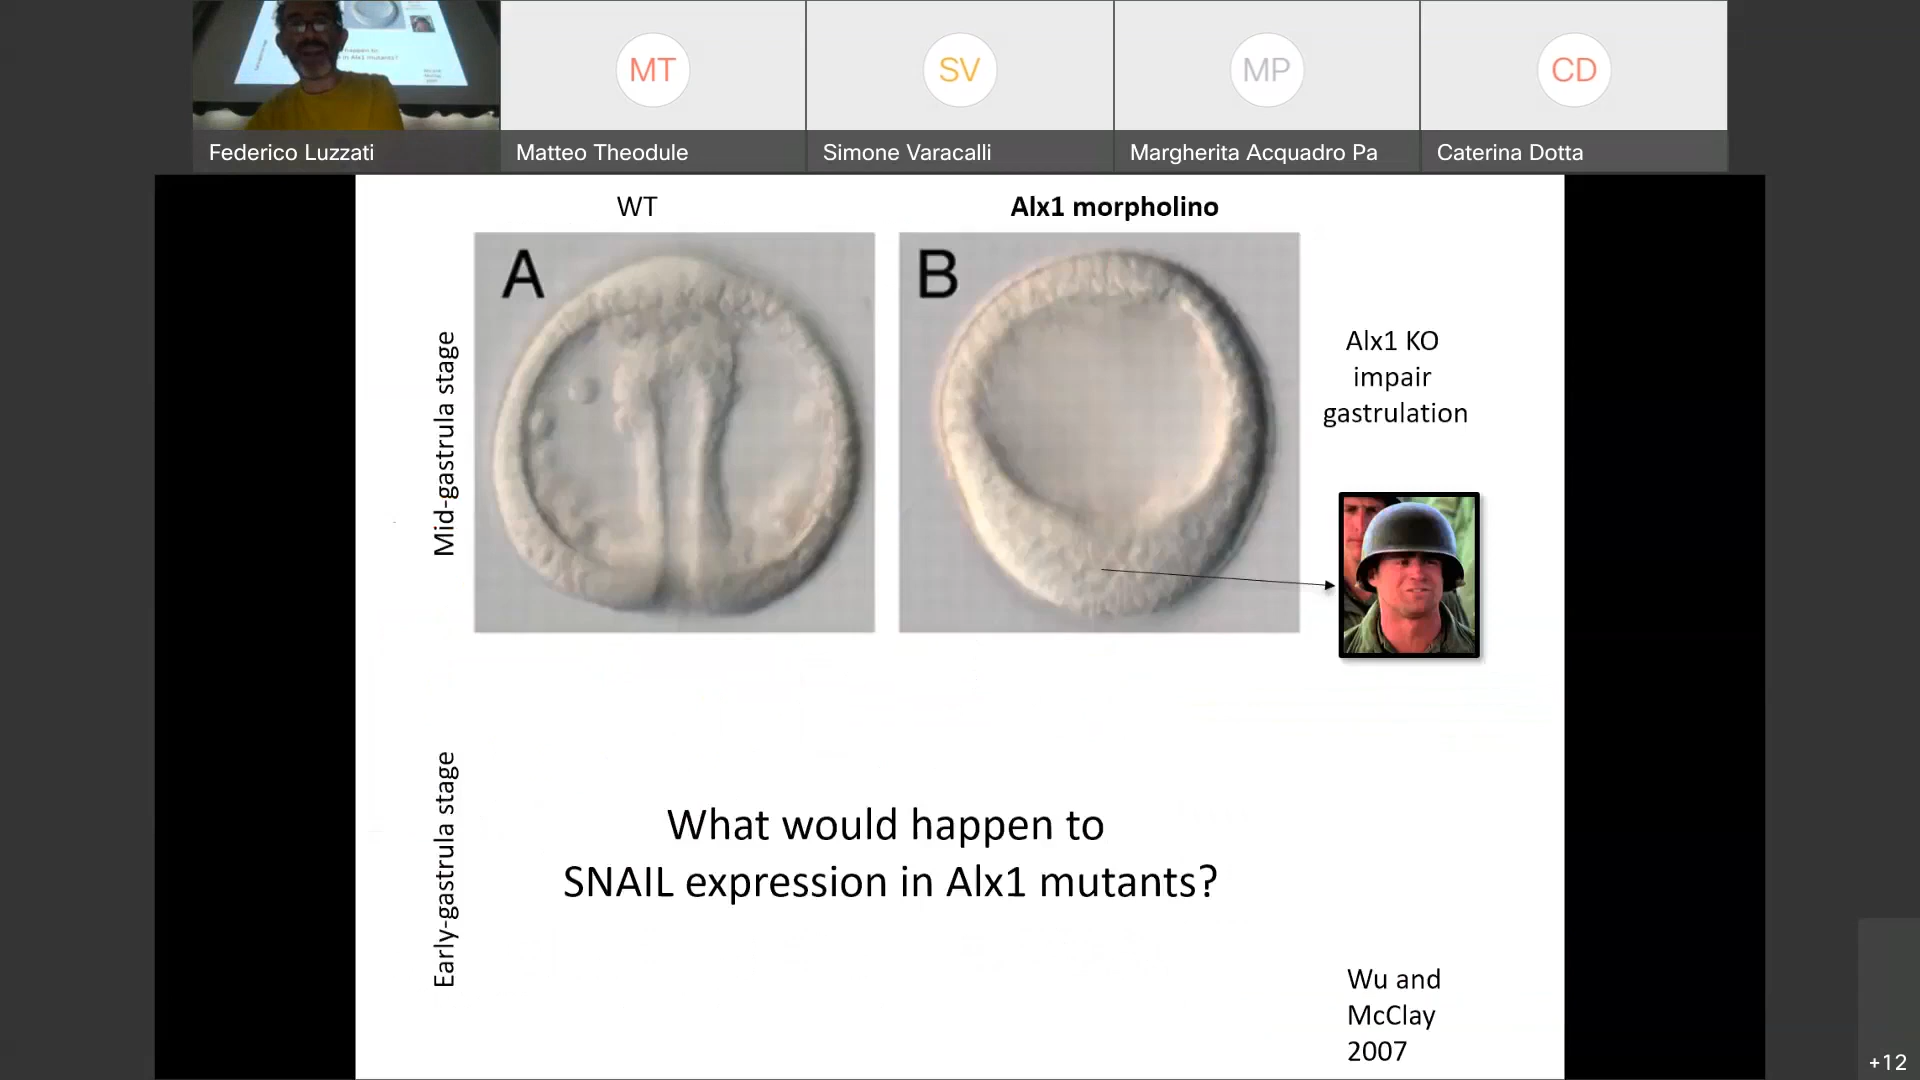 MT
SV
MP
CD
Federico Luzzati
Matteo Theodule
Simone Varacalli
Margherita Acquadro Pa
Caterina Dotta
WT
Alx1 morpholino
A
B
Mid-gastrula stage
Alx1 KO
impair
gastrulation
Early-gastrula stage
What would happen to
SNAIL expression in Alx1 mutants?
Wu and
McClay
2007
+12